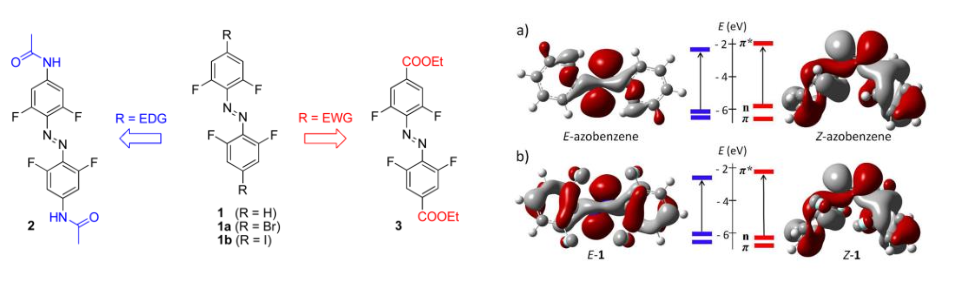 O
NH
F
F
N
N
F
F
HN
O
2
R = EDG
R
F
F
N
N
F
F
R
1 (R = H)
1a (R = Br)
1b (R = I)
R = EWG
COOEt
F
F
N
N
F
F
COOEt
3
a)
E (eV)
- 2
π*
- 4
- 6
n
π
E-azobenzene
Z-azobenzene
b)
E (eV)
- 2
π*
- 4
- 6
n
π
E-1
Z-1